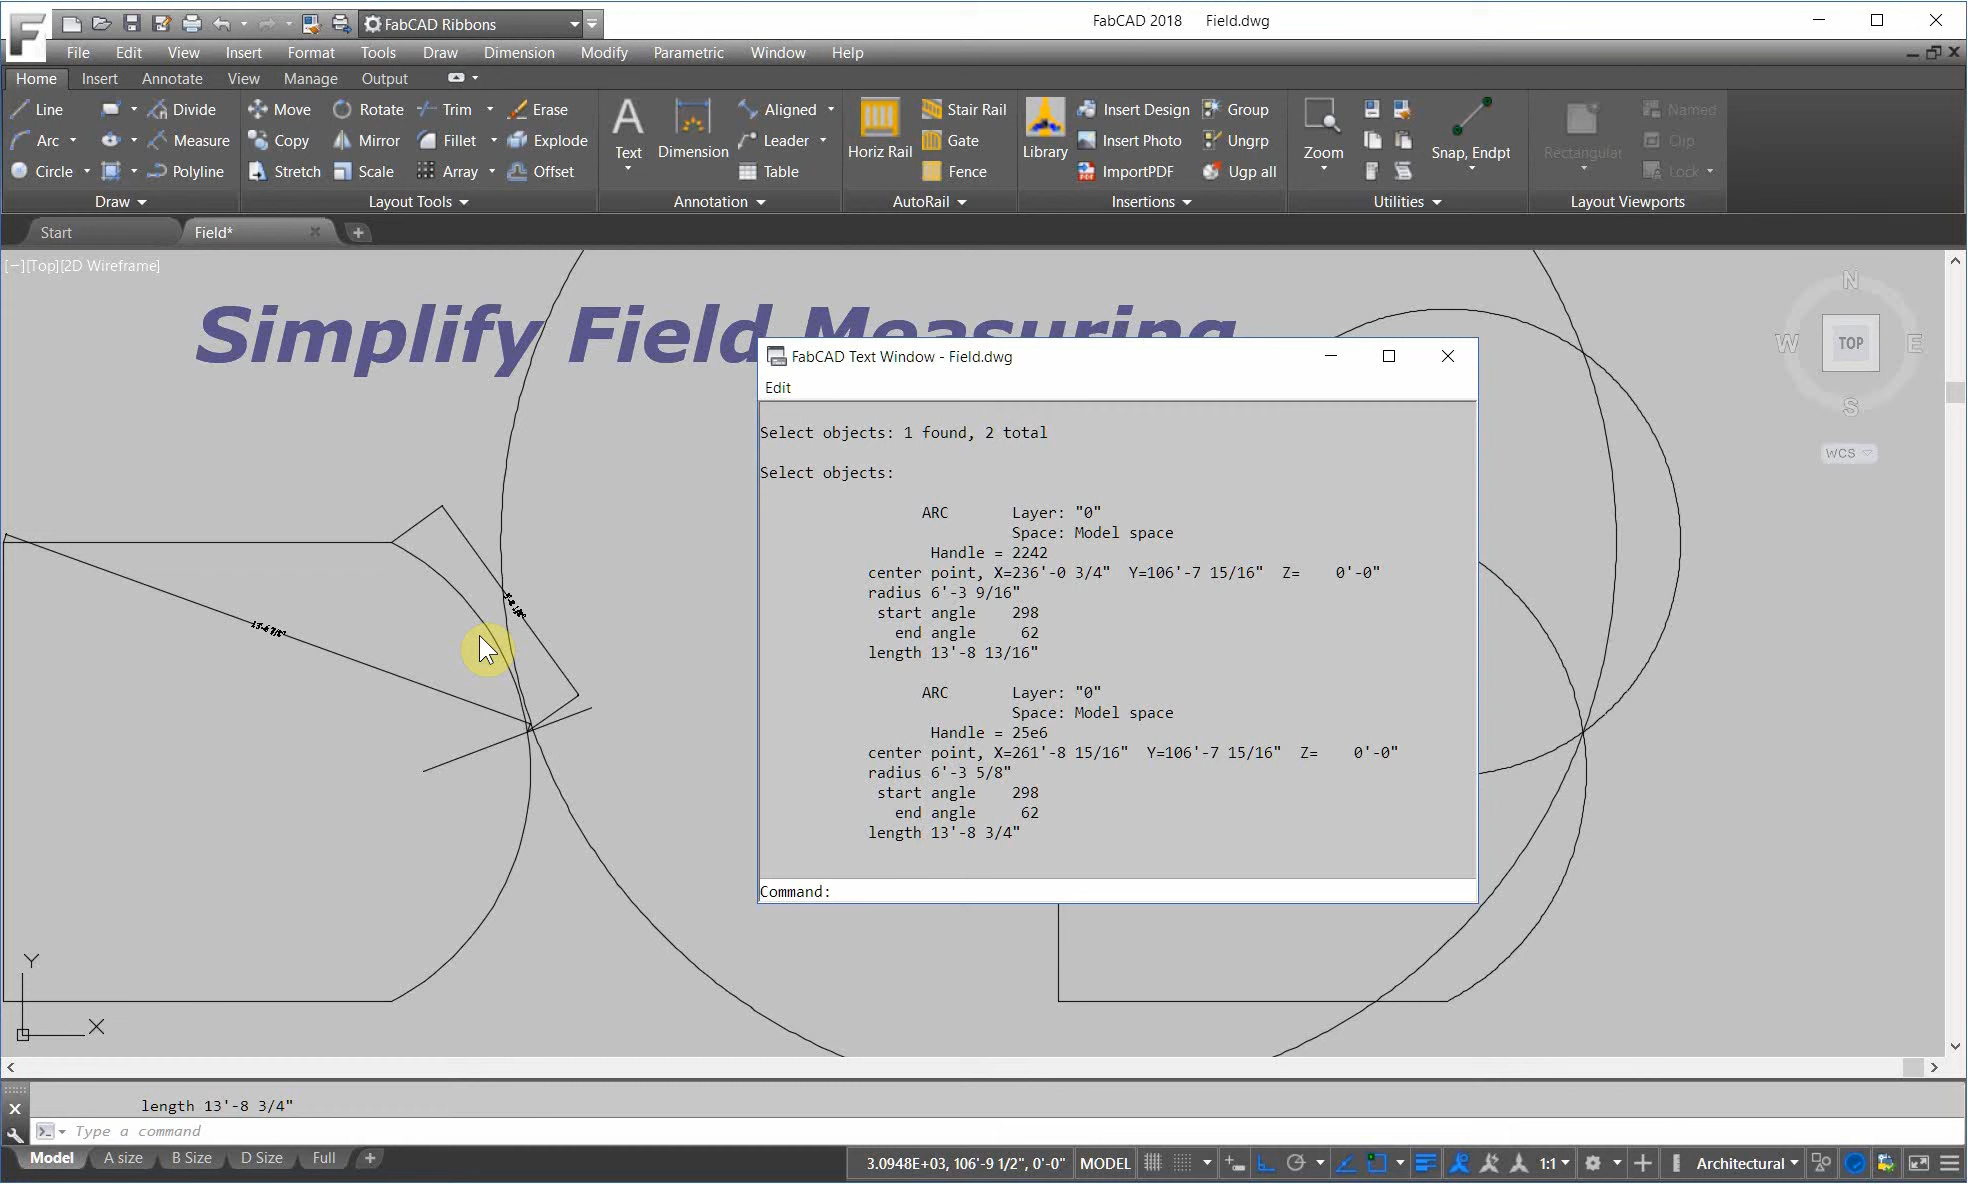 FabCAD Ribbons
FabCAD 2018 Field.dwg
File Edit View Insert Format Tools Draw Dimension Modify Parametric Window Help
Home Insert Annotate View Manage Output
Line Divide Move Rotate Trim Erase Aligned Stair Rail Insert Design Group Named
Arc Measure Copy Mirror Fillet Explode Text Dimension Leader Horiz Rail Gate Library Insert Photo Ungrp Zoom Snap, Endpt Rectangular Clip
Circle Polyline Stretch Scale Array Offset Table Fence ImportPDF Ugp all Lock
Draw Layout Tools Annotation AutoRail Insertions Utilities Layout Viewports
Start Field*
[−][Top][2D Wireframe]
Simplify Field Measuring
N
W TOP E
S
WCS
FabCAD Text Window - Field.dwg
Edit
Select objects: 1 found, 2 total
Select objects:
ARC Layer: "0"
Space: Model space
Handle = 2242
center point, X=236'-0 3/4" Y=106'-7 15/16" Z= 0'-0"
radius 6'-3 9/16"
start angle 298
end angle 62
length 13'-8 13/16"
ARC Layer: "0"
Space: Model space
Handle = 25e6
center point, X=261'-8 15/16" Y=106'-7 15/16" Z= 0'-0"
radius 6'-3 5/8"
start angle 298
end angle 62
length 13'-8 3/4"
Command:
Y
X
length 13'-8 3/4"
Type a command
Model A size B Size D Size Full
3.0948E+03, 106'-9 1/2", 0'-0" MODEL 1:1 Architectural